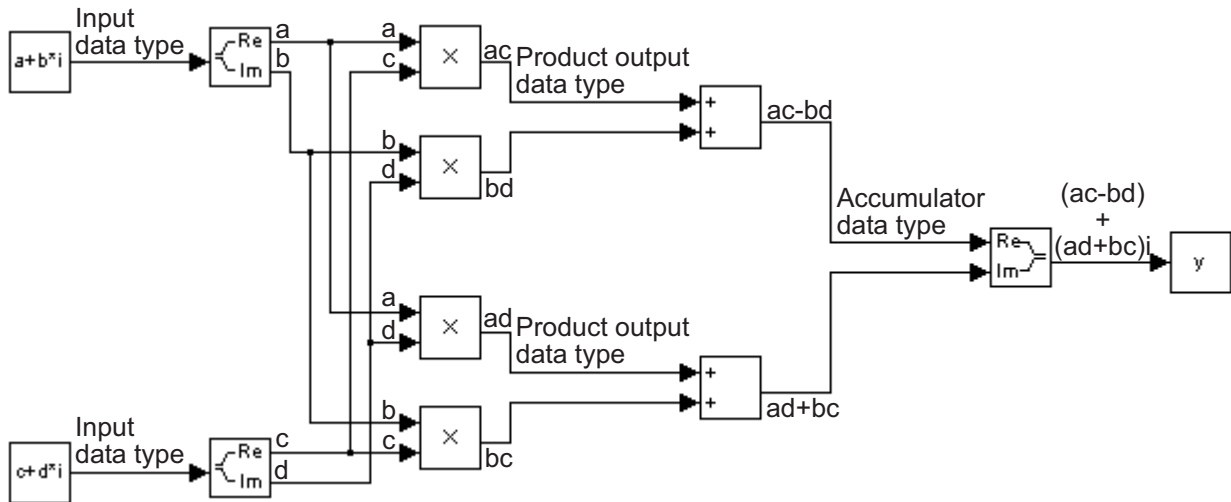 Input
data type
a+b*i
Re
Im
a
b
a
c
×
ac
Product output
data type
b
d
×
bd
+
+
ac-bd
Accumulator
data type
Re
Im
(ac-bd)
+
(ad+bc)i
y
a
d
×
ad
Product output
data type
b
c
×
bc
+
+
ad+bc
Input
data type
c+d*i
Re
Im
c
d